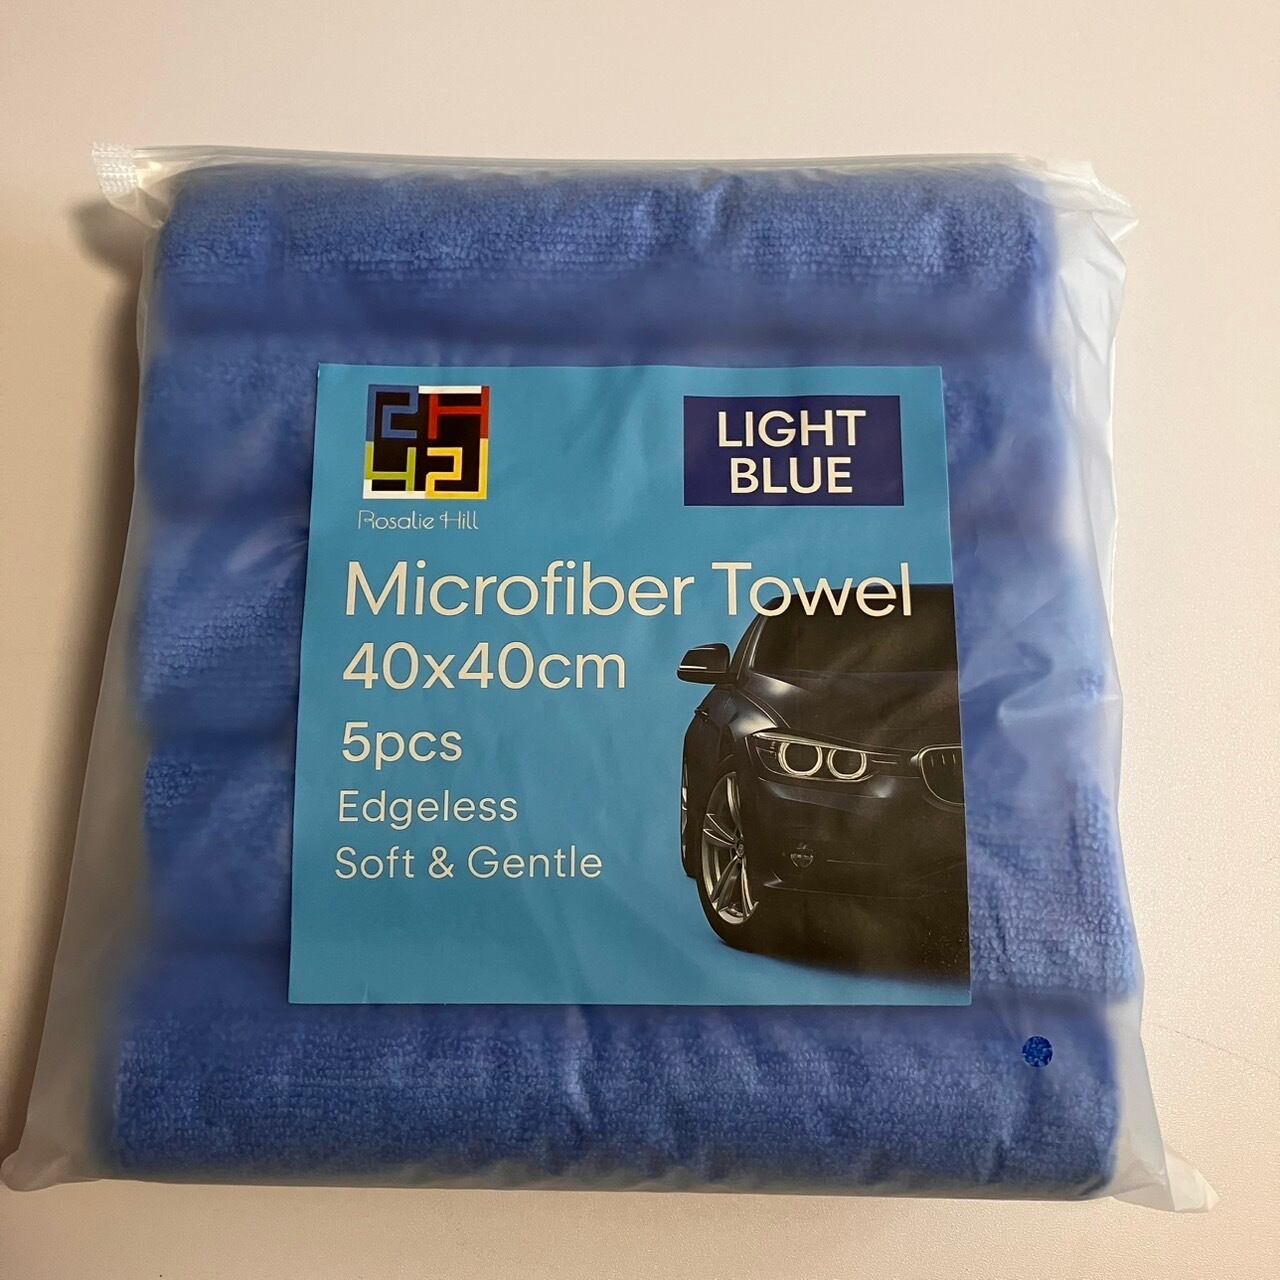 Rosalie Hill
LIGHT
BLUE
Microfiber Towel
40x40cm
5pcs
Edgeless
Soft & Gentle